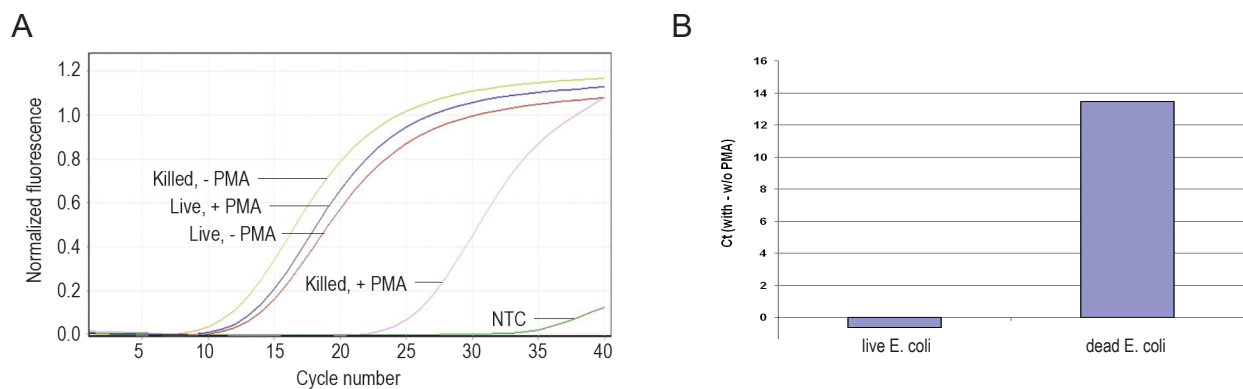 A
Normalized fluorescence
1.2
1.0
0.8
0.6
0.4
0.2
0.0
Killed, - PMA
Live, + PMA
Live, - PMA
Killed, + PMA
NTC
5 10 15 20 25 30 35 40
Cycle number
B
Ct (with - w/o PMA)
16
14
12
10
8
6
4
2
0
live E. coli dead E. coli